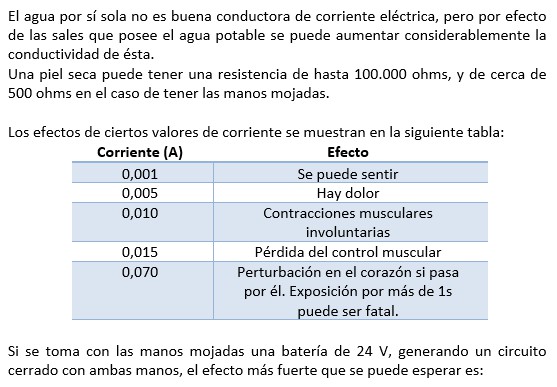 El agua por sí sola no es buena conductora de corriente eléctrica, pero por efecto
de las sales que posee el agua potable se puede aumentar considerablemente la
conductividad de ésta.
Una piel seca puede tener una resistencia de hasta 100.000 ohms, y de cerca de
500 ohms en el caso de tener las manos mojadas.
Los efectos de ciertos valores de corriente se muestran en la siguiente tabla:
Corriente (A) Efecto
0,001 Se puede sentir
0,005 Hay dolor
0,010 Contracciones musculares
involuntarias
0,015 Pérdida del control muscular
0,070 Perturbación en el corazón si pasa
por él. Exposición por más de 1s
puede ser fatal.
Si se toma con las manos mojadas una batería de 24 V, generando un circuito
cerrado con ambas manos, el efecto más fuerte que se puede esperar es: